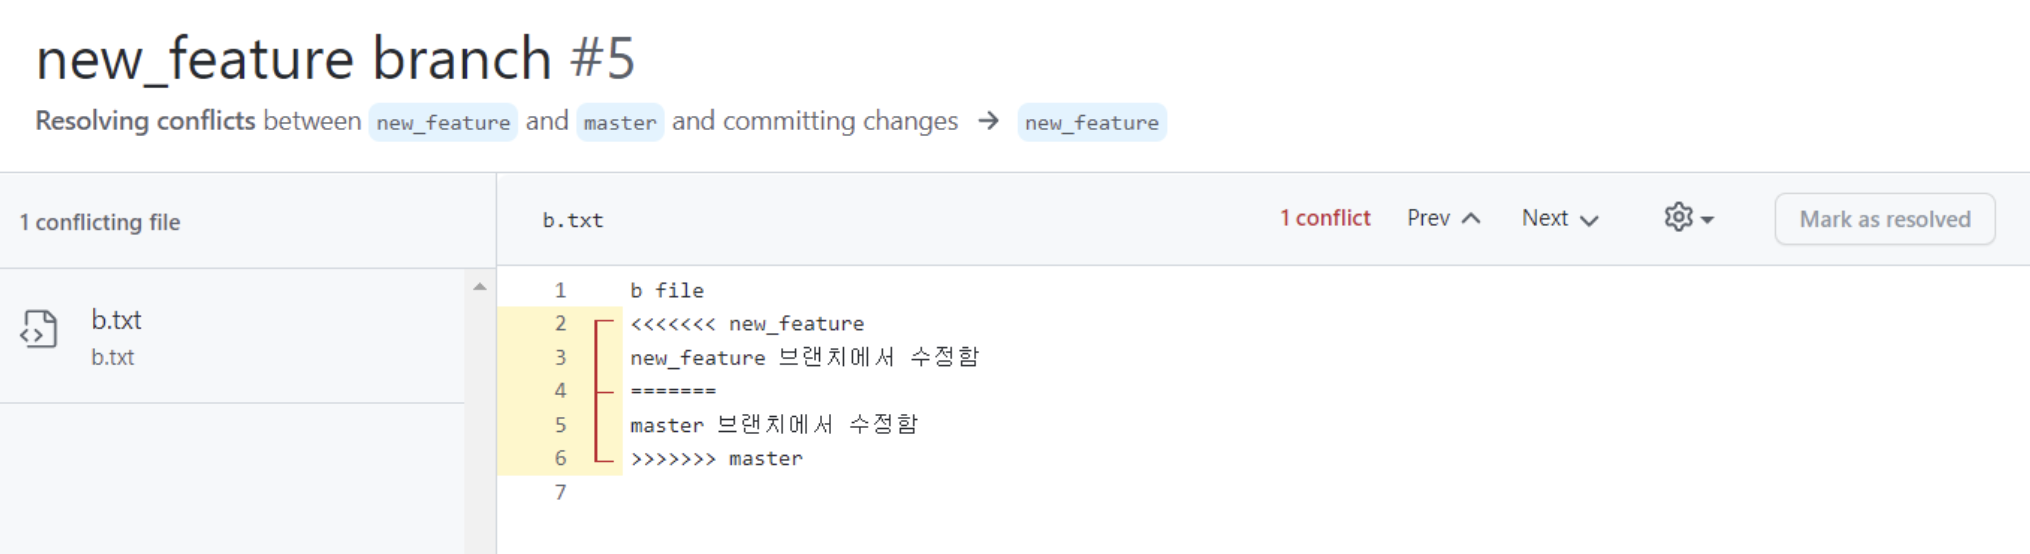 new_feature branch #5
Resolving conflicts between new_feature and master and committing changes → new_feature
1 conflicting file
b.txt
b.txt
b.txt
1 conflict Prev Next Mark as resolved
1 b file
2 <<<<<<< new_feature
3 new_feature 브랜치에서 수정함
4 =======
5 master 브랜치에서 수정함
6 >>>>>>> master
7